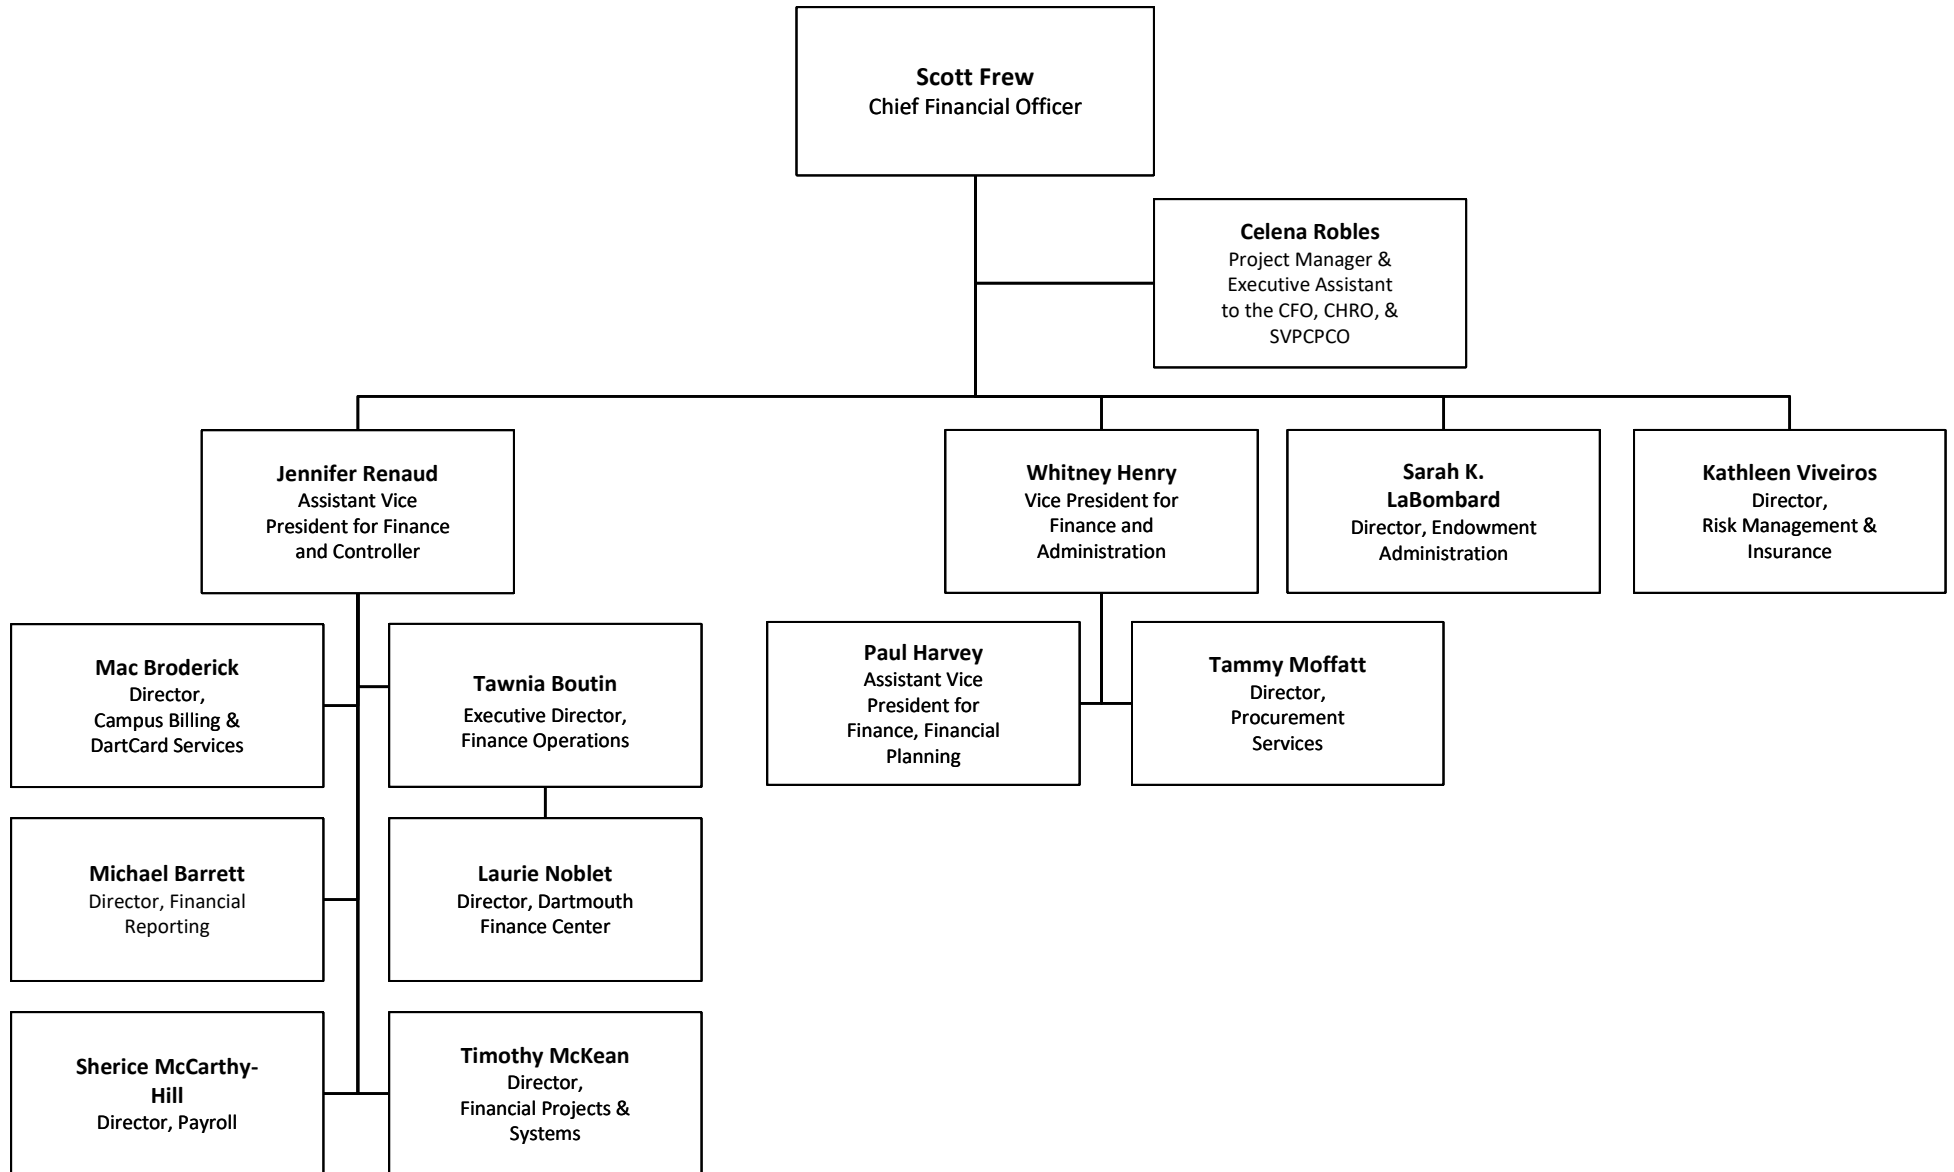 Scott Frew
Chief Financial Officer
Celena Robles
Project Manager &
Executive Assistant
to the CFO, CHRO, &
SVPCPCO
Jennifer Renaud
Assistant Vice
President for Finance
and Controller
Whitney Henry
Vice President for
Finance and
Administration
Sarah K.
LaBombard
Director, Endowment
Administration
Kathleen Viveiros
Director,
Risk Management &
Insurance
Mac Broderick
Director,
Campus Billing &
DartCard Services
Tawnia Boutin
Executive Director,
Finance Operations
Paul Harvey
Assistant Vice
President for
Finance, Financial
Planning
Tammy Moffatt
Director,
Procurement
Services
Michael Barrett
Director, Financial
Reporting
Laurie Noblet
Director, Dartmouth
Finance Center
Sherice McCarthy-
Hill
Director, Payroll
Timothy McKean
Director,
Financial Projects &
Systems